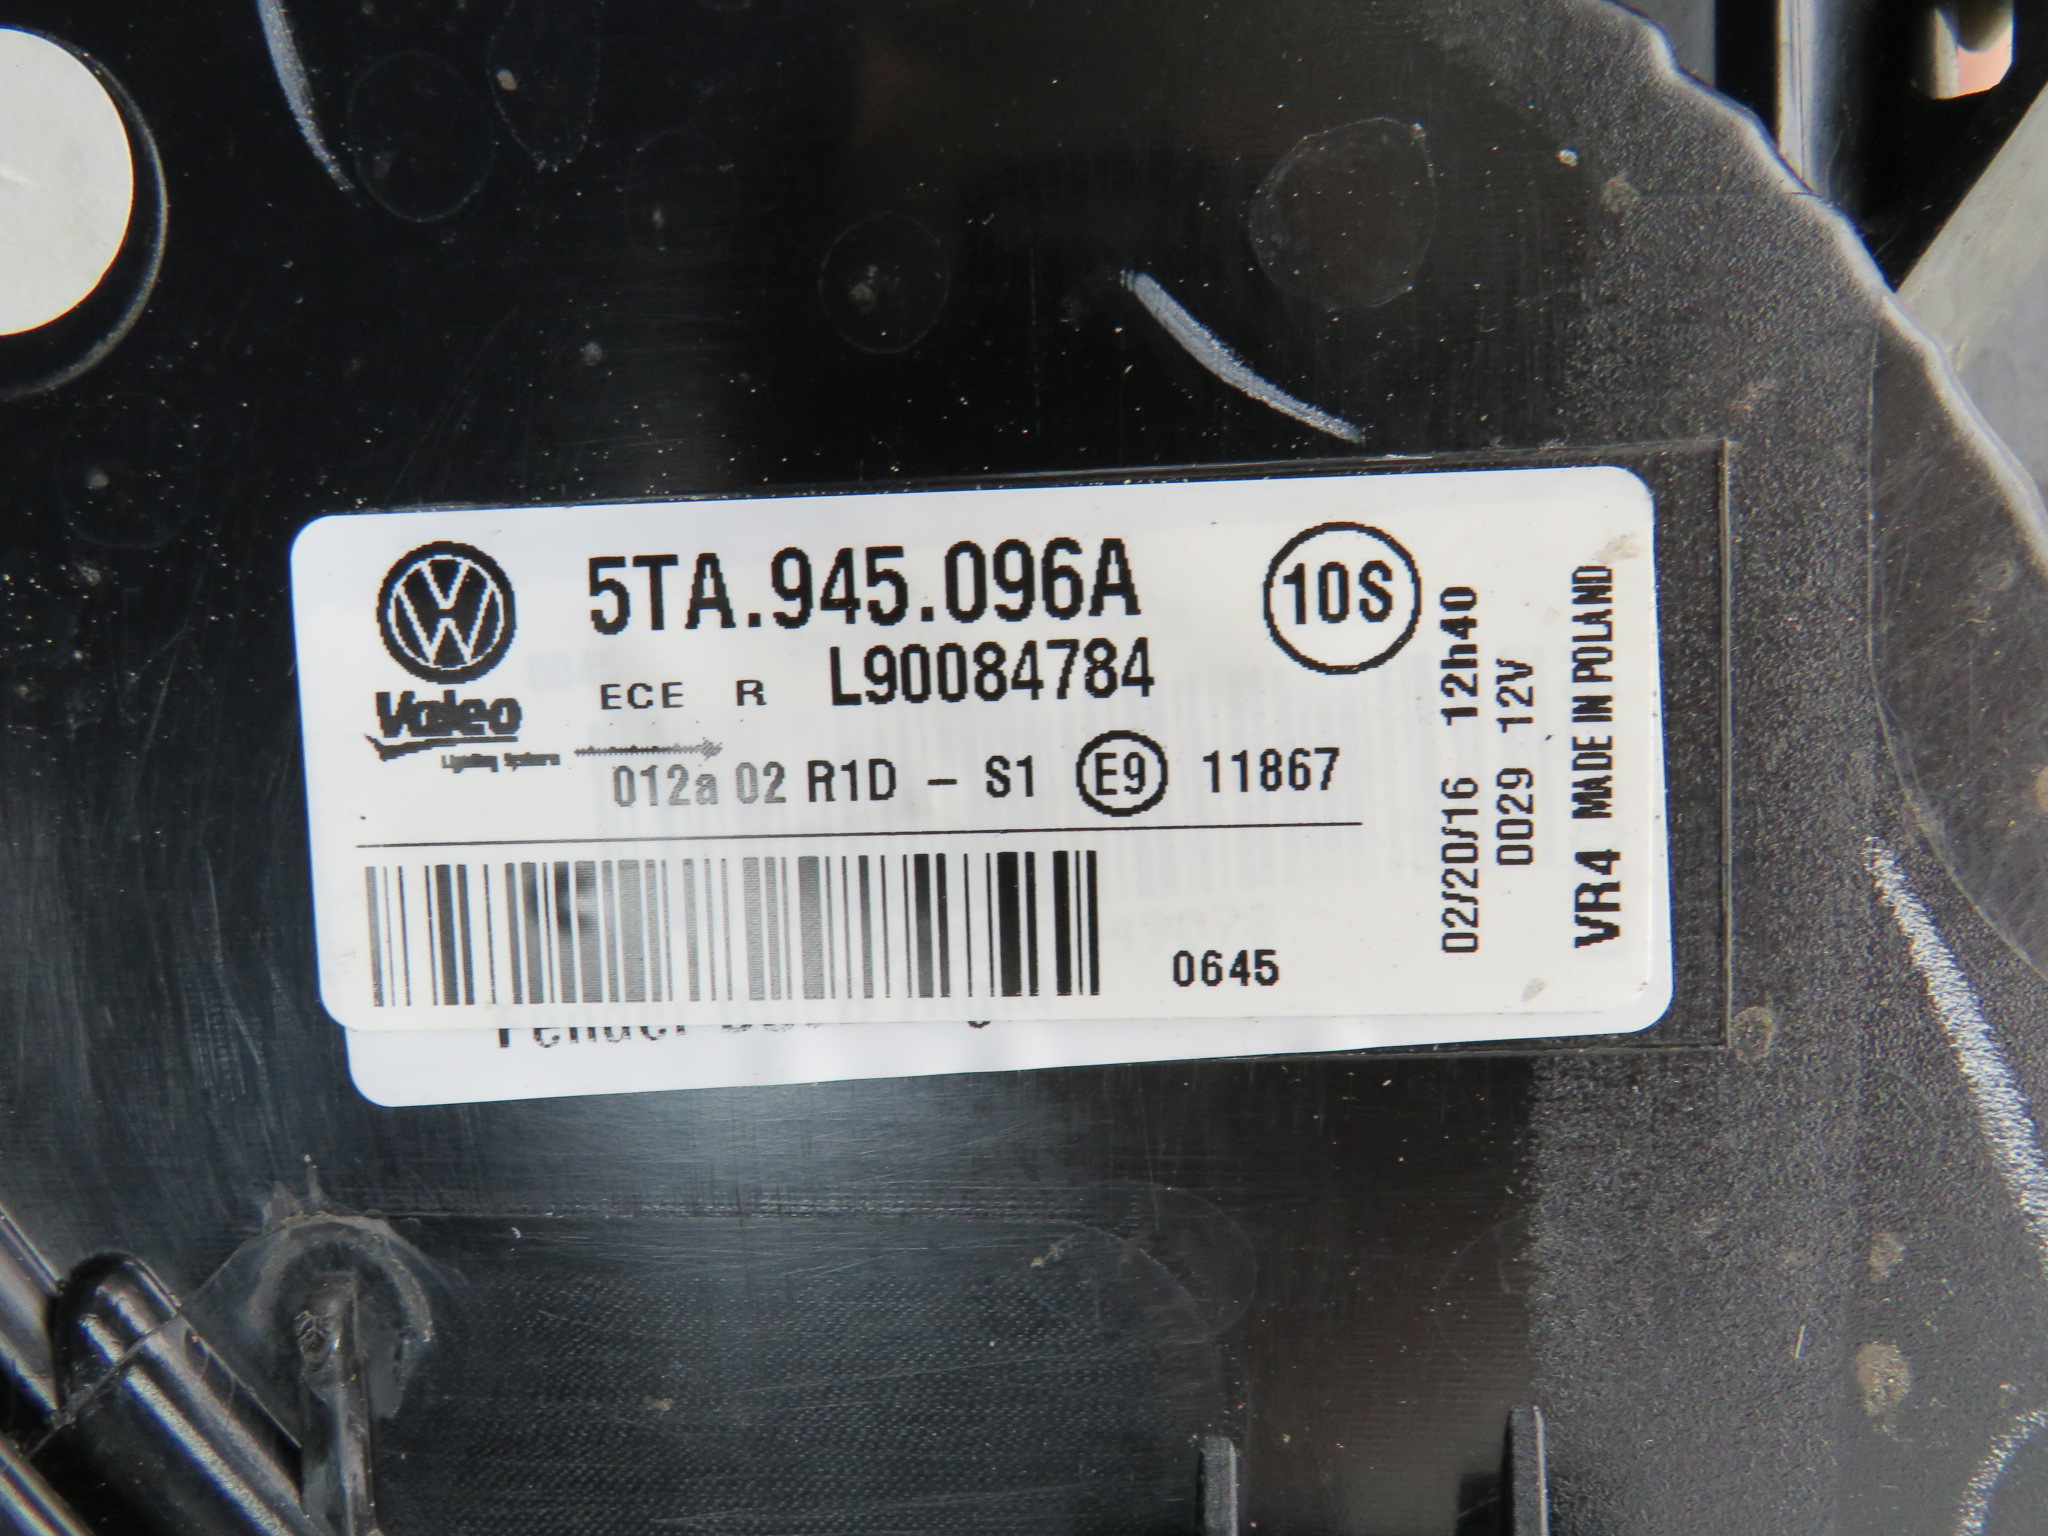 5TA.945.096A
10S
Valeo
ECE R L90084784
Lighting Systems
012a 02 R1D - S1 E9 11867
0645
02/20/16 12h40
DD29 12V
VR4 MADE IN POLAND